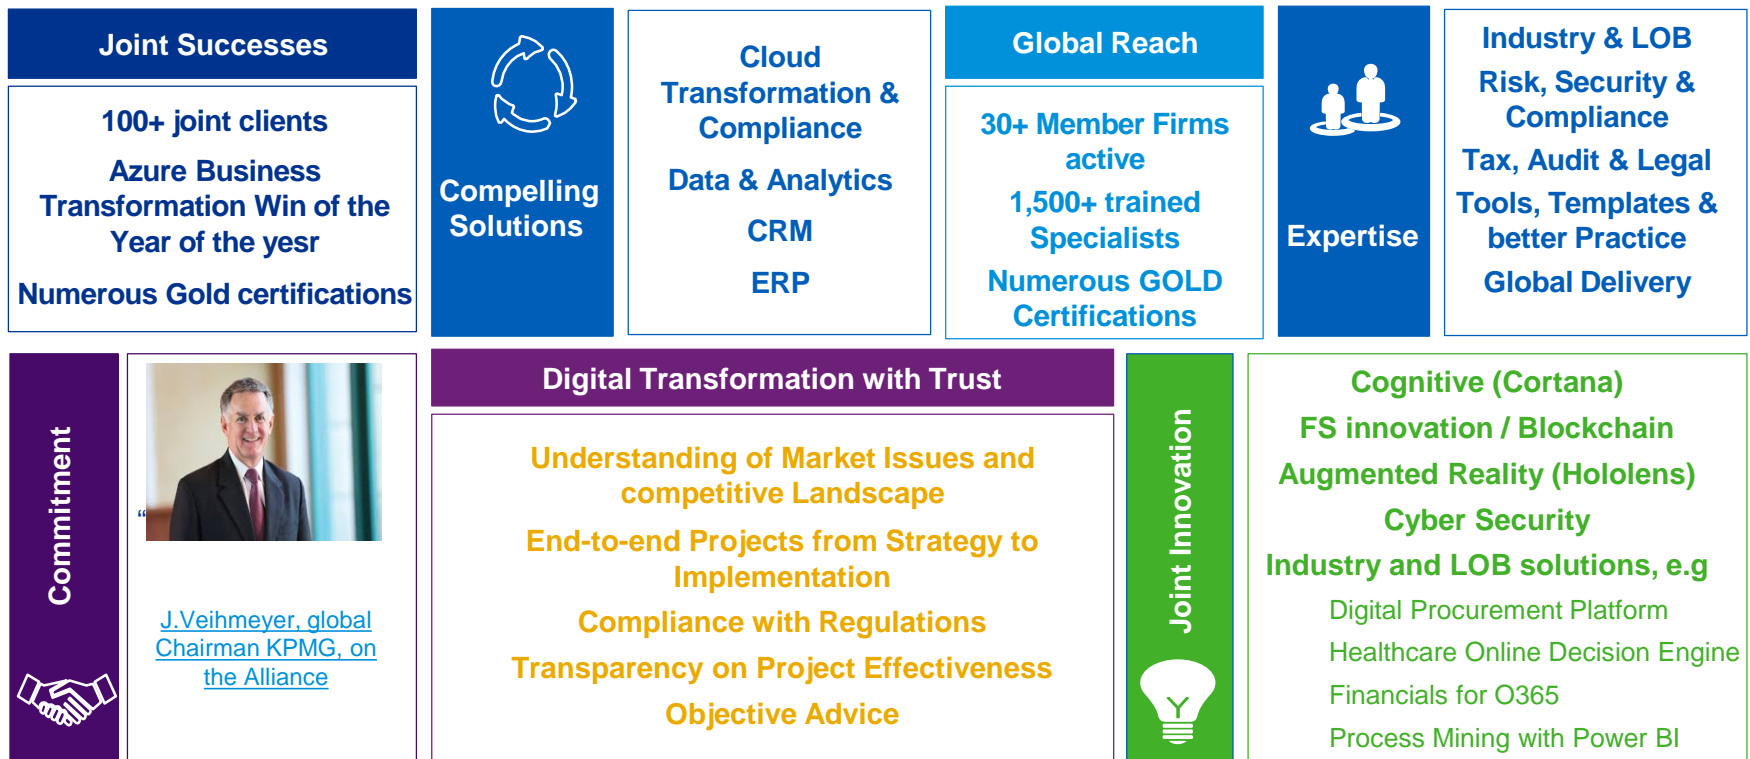 Joint Successes
100+ joint clients
Azure Business
Transformation Win of the
Year of the yesr
Numerous Gold certifications
Compelling
Solutions
Cloud
Transformation &
Compliance
Data & Analytics
CRM
ERP
Global Reach
30+ Member Firms
active
1,500+ trained
Specialists
Numerous GOLD
Certifications
Expertise
Industry & LOB
Risk, Security &
Compliance
Tax, Audit & Legal
Tools, Templates &
better Practice
Global Delivery
Commitment
“
J.Veihmeyer, global
Chairman KPMG, on
the Alliance
Digital Transformation with Trust
Understanding of Market Issues and
competitive Landscape
End-to-end Projects from Strategy to
Implementation
Compliance with Regulations
Transparency on Project Effectiveness
Objective Advice
Joint Innovation
Cognitive (Cortana)
FS innovation / Blockchain
Augmented Reality (Hololens)
Cyber Security
Industry and LOB solutions, e.g
Digital Procurement Platform
Healthcare Online Decision Engine
Financials for O365
Process Mining with Power BI